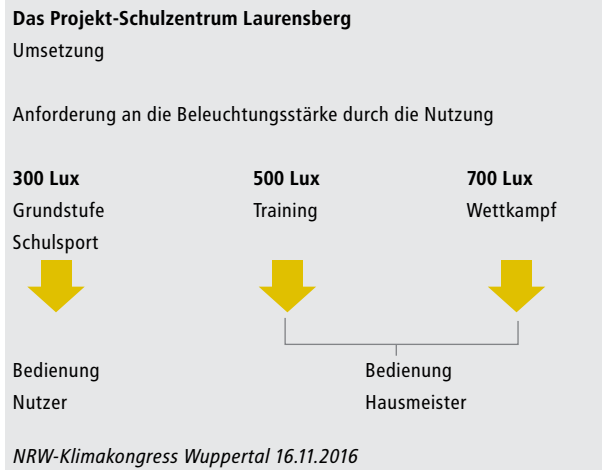 Das Projekt-Schulzentrum Laurensberg
Umsetzung
Anforderung an die Beleuchtungsstärke durch die Nutzung
300 Lux
Grundstufe
Schulsport
500 Lux
Training
700 Lux
Wettkampf
Bedienung
Nutzer
Bedienung
Hausmeister
NRW-Klimakongress Wuppertal 16.11.2016